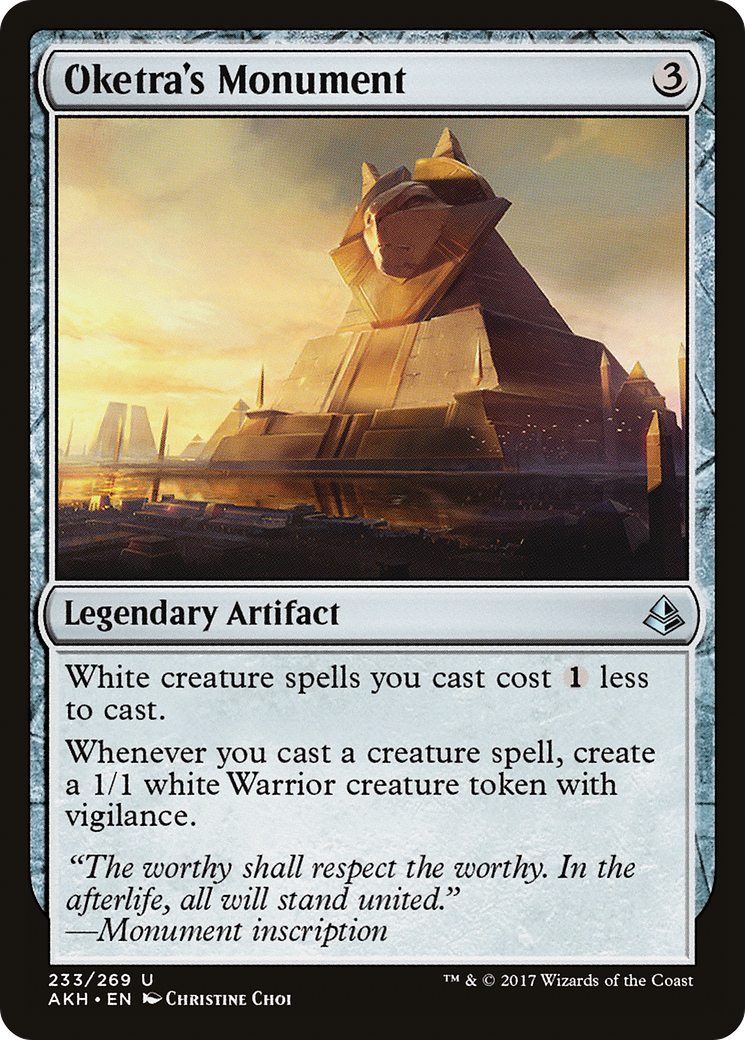 Oketra's Monument 3
Legendary Artifact
White creature spells you cast cost 1 less
to cast.
Whenever you cast a creature spell, create
a 1/1 white Warrior creature token with
vigilance.
“The worthy shall respect the worthy. In the
afterlife, all will stand united.”
—Monument inscription
233/269 U
™ & © 2017 Wizards of the Coast
AKH • EN Christine Choi